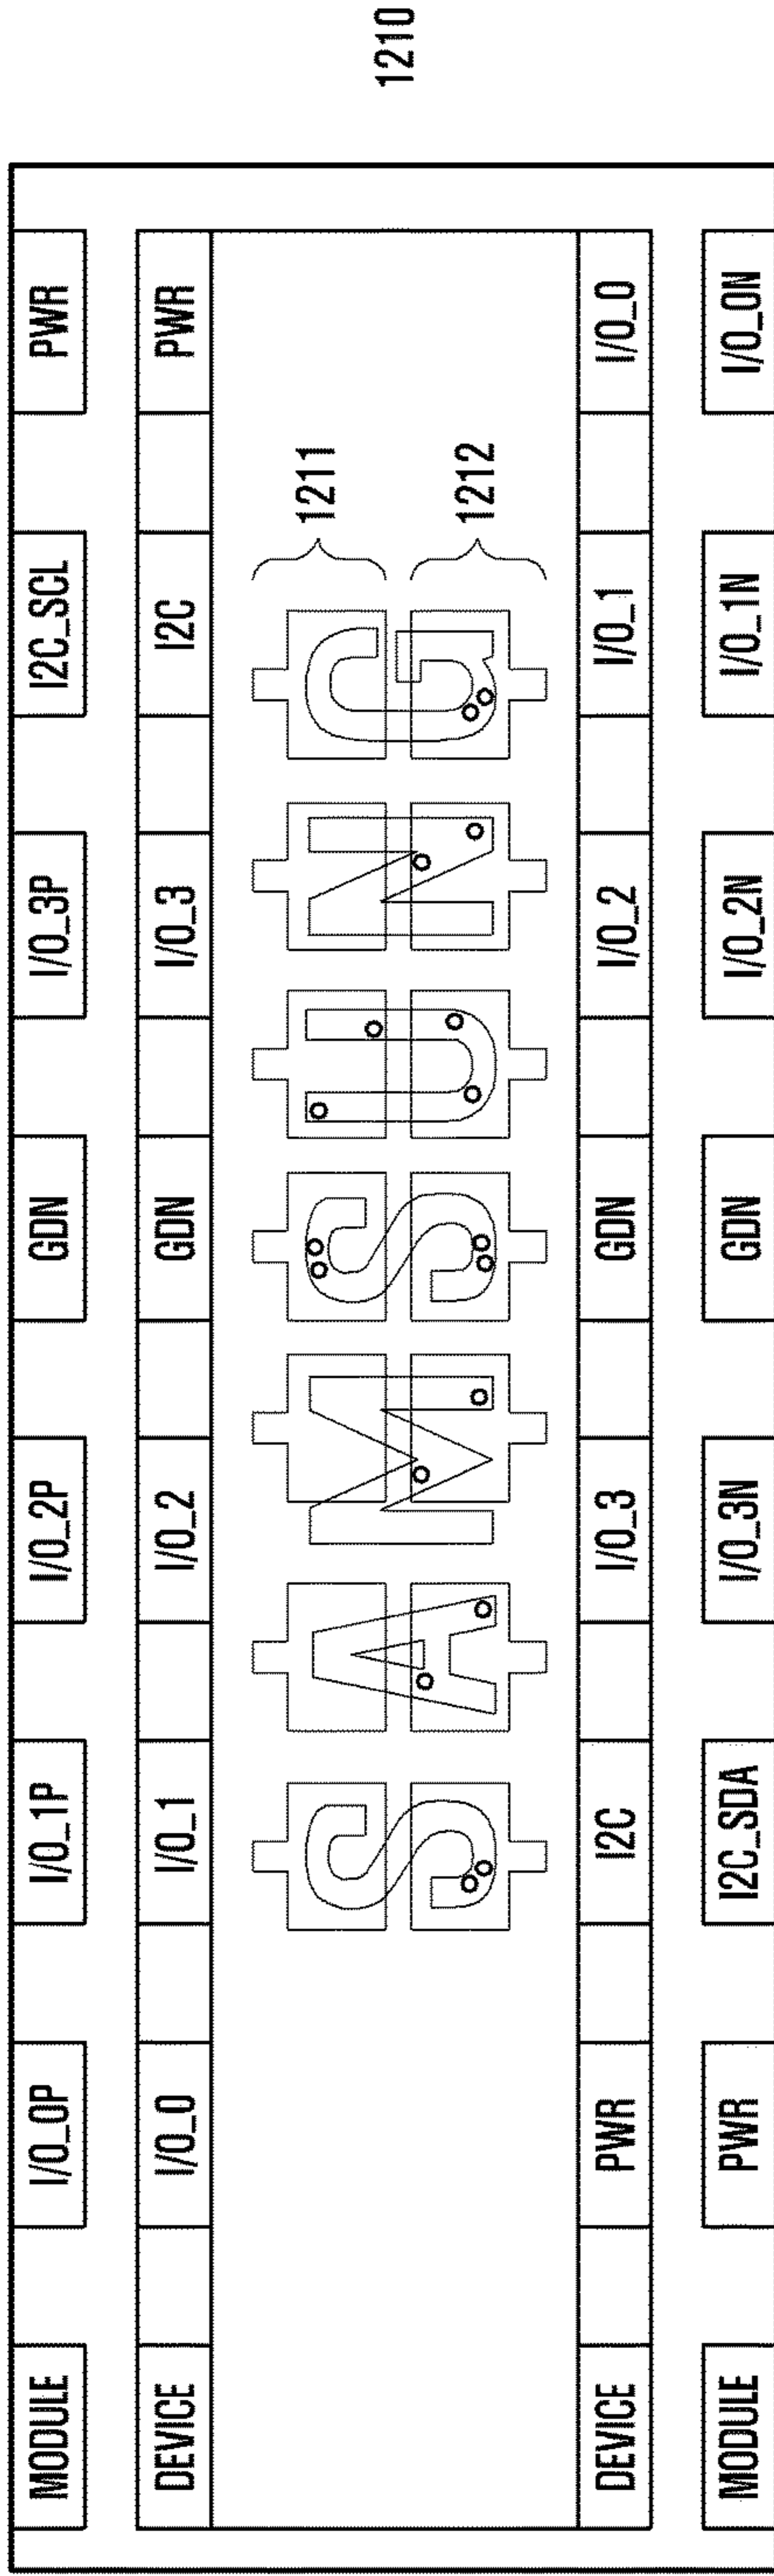 1210
MODULE I/O_0P I/O_1P I/O_2P GDN I/O_3P I2C_SCL PWR
DEVICE I/O_0 I/O_1 I/O_2 GDN I/O_3 I2C PWR
1211
SAMSUNG
1212
DEVICE PWR I2C I/O_3 GDN I/O_2 I/O_1 I/O_0
MODULE PWR I2C_SDA I/O_3N GDN I/O_2N I/O_1N I/O_0N